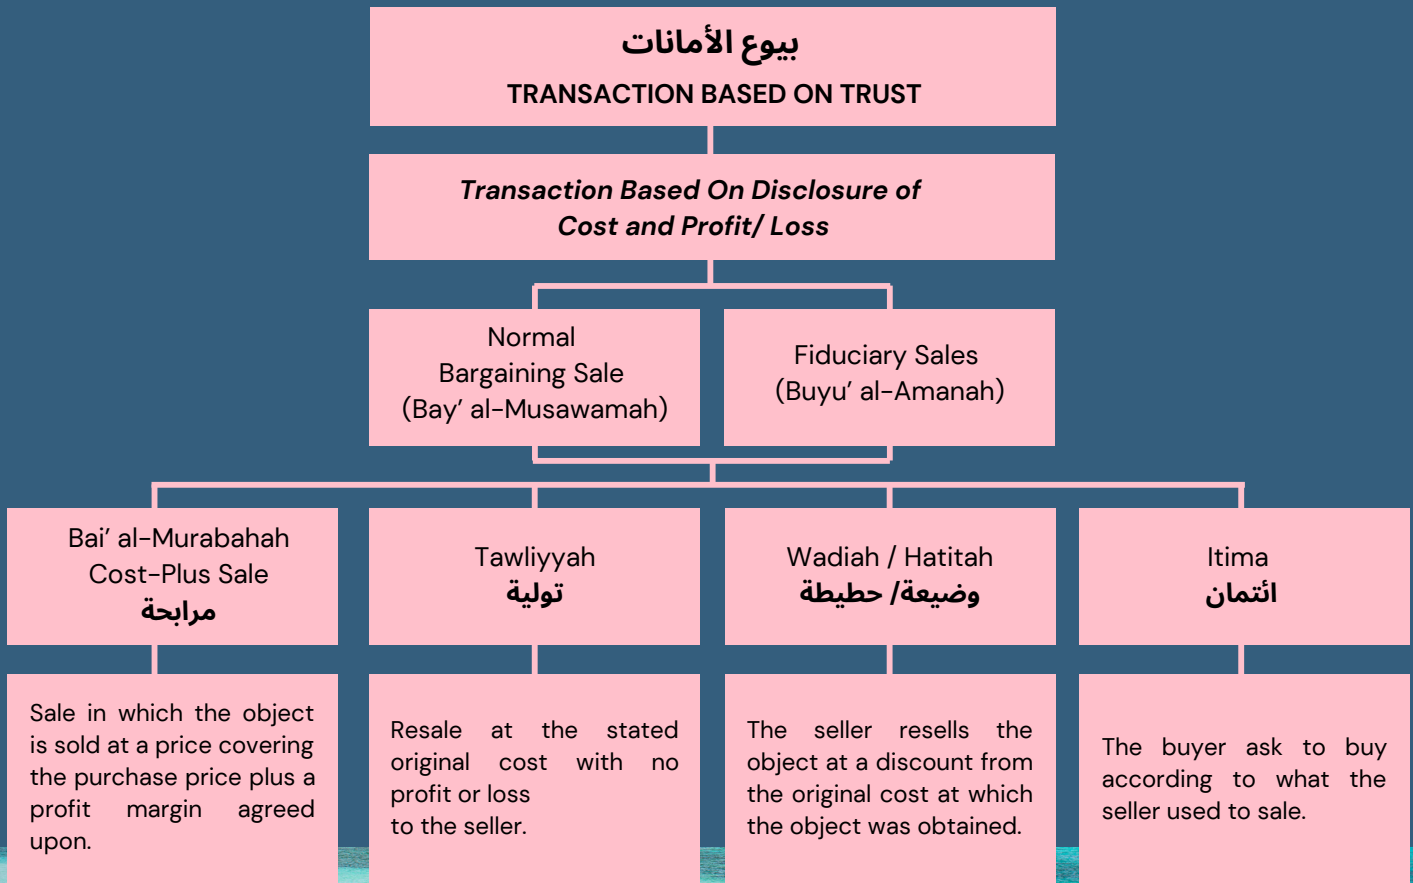 بيوع الأمانات
TRANSACTION BASED ON TRUST
Transaction Based On Disclosure of
Cost and Profit/ Loss
Normal
Bargaining Sale
(Bay’ al-Musawamah)
Fiduciary Sales
(Buyu’ al-Amanah)
Bai’ al-Murabahah
Cost-Plus Sale
مرابحة
Tawliyyah
تولية
Wadiah / Hatitah
وضيعة/ حطيطة
Itima
ائتمان
Sale in which the object
is sold at a price covering
the purchase price plus a
profit margin agreed
upon.
Resale at the stated
original cost with no
profit or loss
to the seller.
The seller resells the
object at a discount from
the original cost at which
the object was obtained.
The buyer ask to buy
according to what the
seller used to sale.